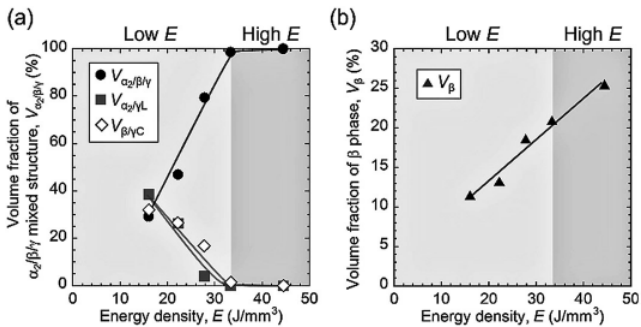 (a)
Low E
High E
Volume fraction of
α₂/β/γ mixed structure, Vα₂/β/γ (%)
100
80
60
40
20
0
Vα₂/β/γ
Vα₂/γL
Vβ/γC
0
10
20
30
40
50
Energy density, E (J/mm³)
(b)
Low E
High E
Volume fraction of β phase, Vβ (%)
30
25
20
15
10
5
0
Vβ
0
10
20
30
40
50
Energy density, E (J/mm³)